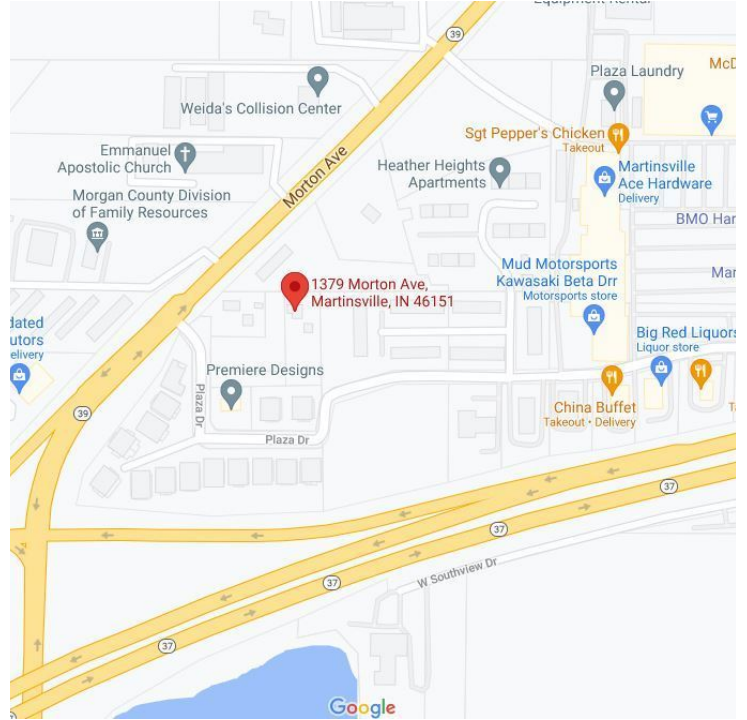 Equipment Rental
39
Plaza Laundry
McD
Weida's Collision Center
Sgt Pepper's Chicken
Takeout
Emmanuel
Apostolic Church
Heather Heights
Apartments
Martinsville
Ace Hardware
Delivery
Morgan County Division
of Family Resources
Morton Ave
BMO Har
Mud Motorsports
Kawasaki Beta Drr
Motorsports store
Mar
1379 Morton Ave,
Martinsville, IN 46151
dated
utors
elivery
Big Red Liquors
Liquor store
Premiere Designs
Plaza Dr
China Buffet
Takeout • Delivery
Ta
39
Plaza Dr
37
37
37
W Southview Dr
37
Google